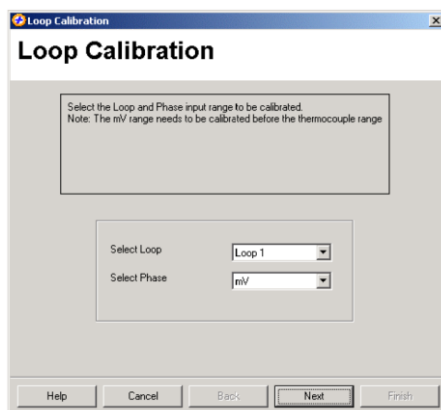 Loop Calibration
Loop Calibration
Select the Loop and Phase input range to be calibrated.
Note: The mV range needs to be calibrated before the thermocouple range
Select Loop
Loop 1
Select Phase
mV
Help
Cancel
Back
Next
Finish